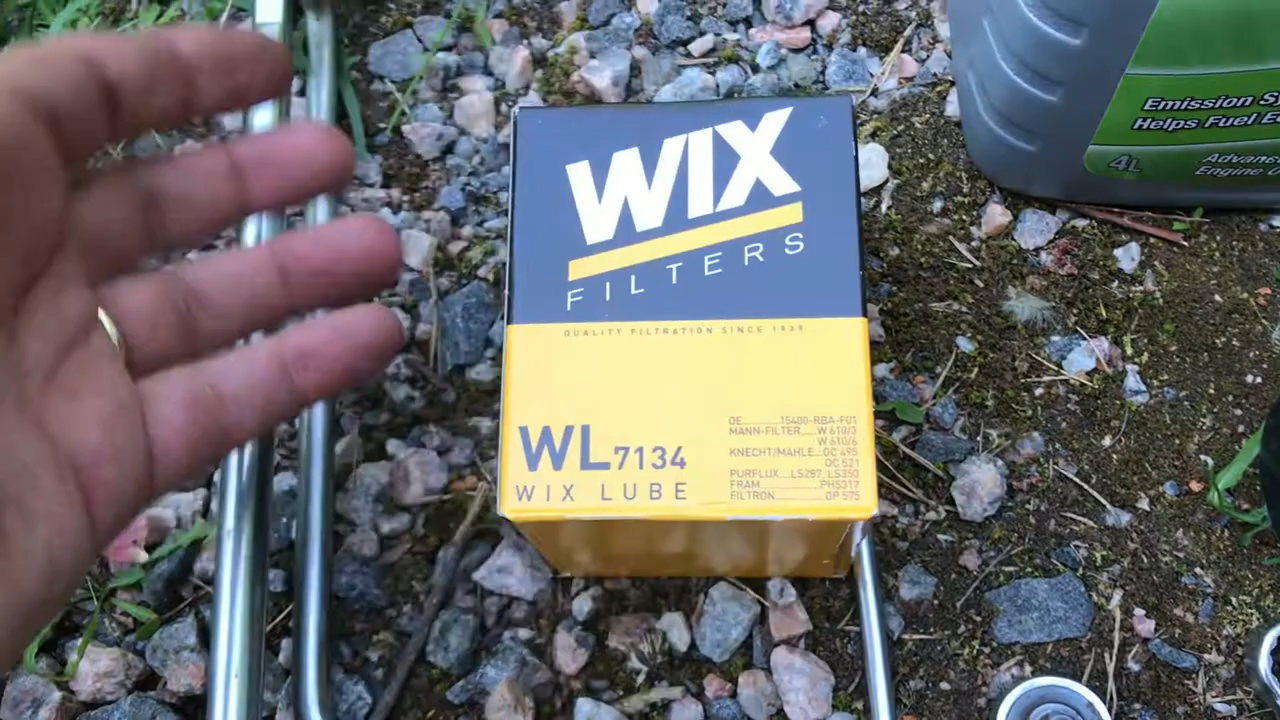 WIX
FILTERS
QUALITY FILTRATION SINCE 1939
WL7134
WIX LUBE
OE:..........15400-RBA-F01
MANN-FILTER....W 610/3
W 610/6
KNECHT/MAHLE..OC 495
OC 521
PURFLUX....LS287, LS350
FRAM................PH5317
FILTRON............OP 575
Emission
Helps Fuel
4L
Engine